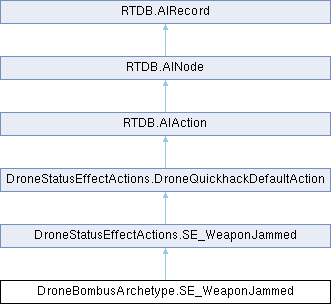 RTDB.AIRecord
RTDB.AINode
RTDB.AIAction
DroneStatusEffectActions.DroneQuickhackDefaultAction
DroneStatusEffectActions.SE_WeaponJammed
DroneBombusArchetype.SE_WeaponJammed